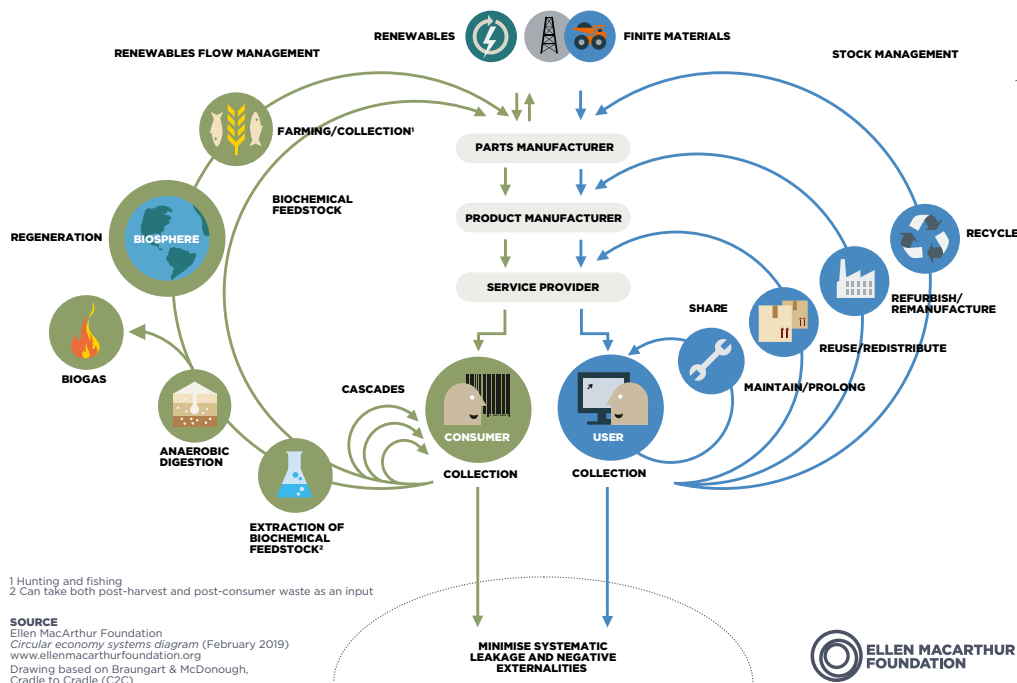 RENEWABLES
FINITE MATERIALS
RENEWABLES FLOW MANAGEMENT
STOCK MANAGEMENT
FARMING/COLLECTION¹
PARTS MANUFACTURER
BIOCHEMICAL
FEEDSTOCK
PRODUCT MANUFACTURER
REGENERATION
BIOSPHERE
RECYCLE
SERVICE PROVIDER
SHARE
REFURBISH/
REMANUFACTURE
REUSE/REDISTRIBUTE
BIOGAS
CASCADES
MAINTAIN/PROLONG
CONSUMER
USER
ANAEROBIC
DIGESTION
COLLECTION
COLLECTION
EXTRACTION OF
BIOCHEMICAL
FEEDSTOCK²
1 Hunting and fishing
2 Can take both post-harvest and post-consumer waste as an input
SOURCE
Ellen MacArthur Foundation
Circular economy systems diagram (February 2019)
www.ellenmacarthurfoundation.org
Drawing based on Braungart & McDonough,
Cradle to Cradle (C2C)
MINIMISE SYSTEMATIC
LEAKAGE AND NEGATIVE
EXTERNALITIES
ELLEN MACARTHUR
FOUNDATION